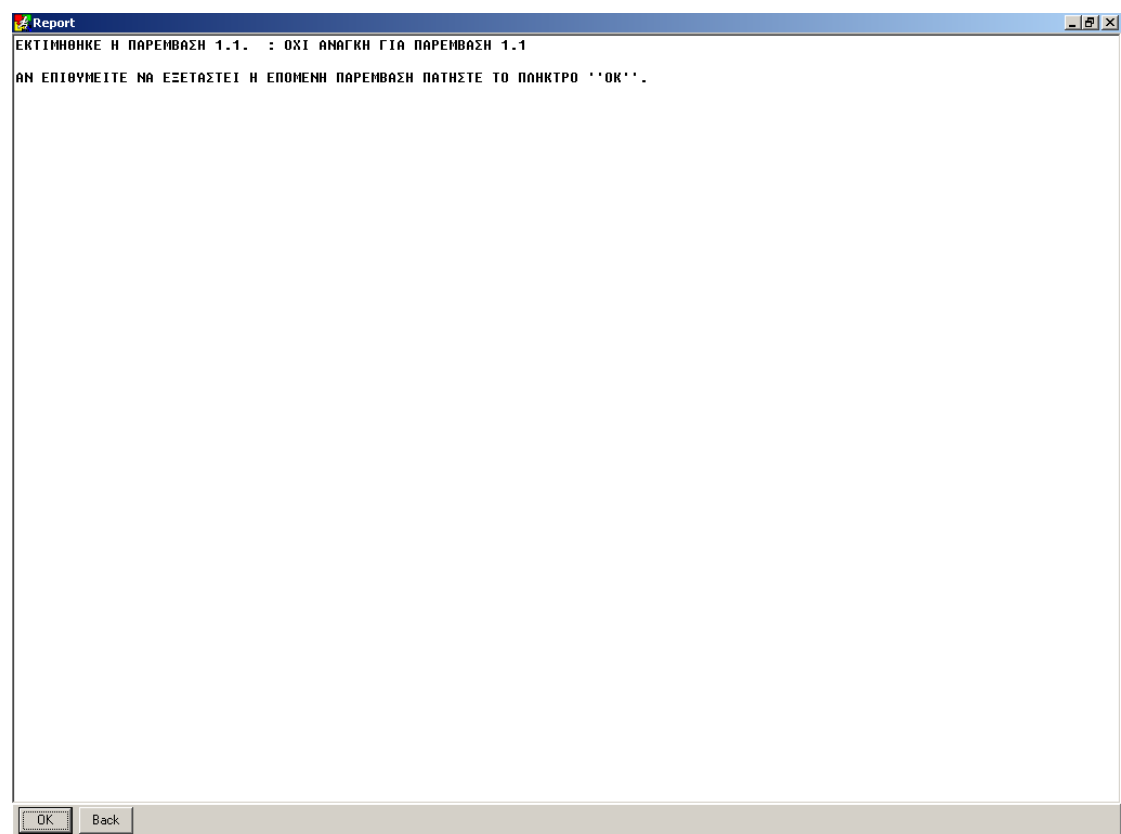 Report
ΕΚΤΙΜΗΘΗΚΕ Η ΠΑΡΕΜΒΑΣΗ 1.1.  : ΟΧΙ ΑΝΑΓΚΗ ΓΙΑ ΠΑΡΕΜΒΑΣΗ 1.1
ΑΝ ΕΠΙΘΥΜΕΙΤΕ ΝΑ ΕΞΕΤΑΣΤΕΙ Η ΕΠΟΜΕΝΗ ΠΑΡΕΜΒΑΣΗ ΠΑΤΗΣΤΕ ΤΟ ΠΛΗΚΤΡΟ ''ΟΚ''.
OK Back